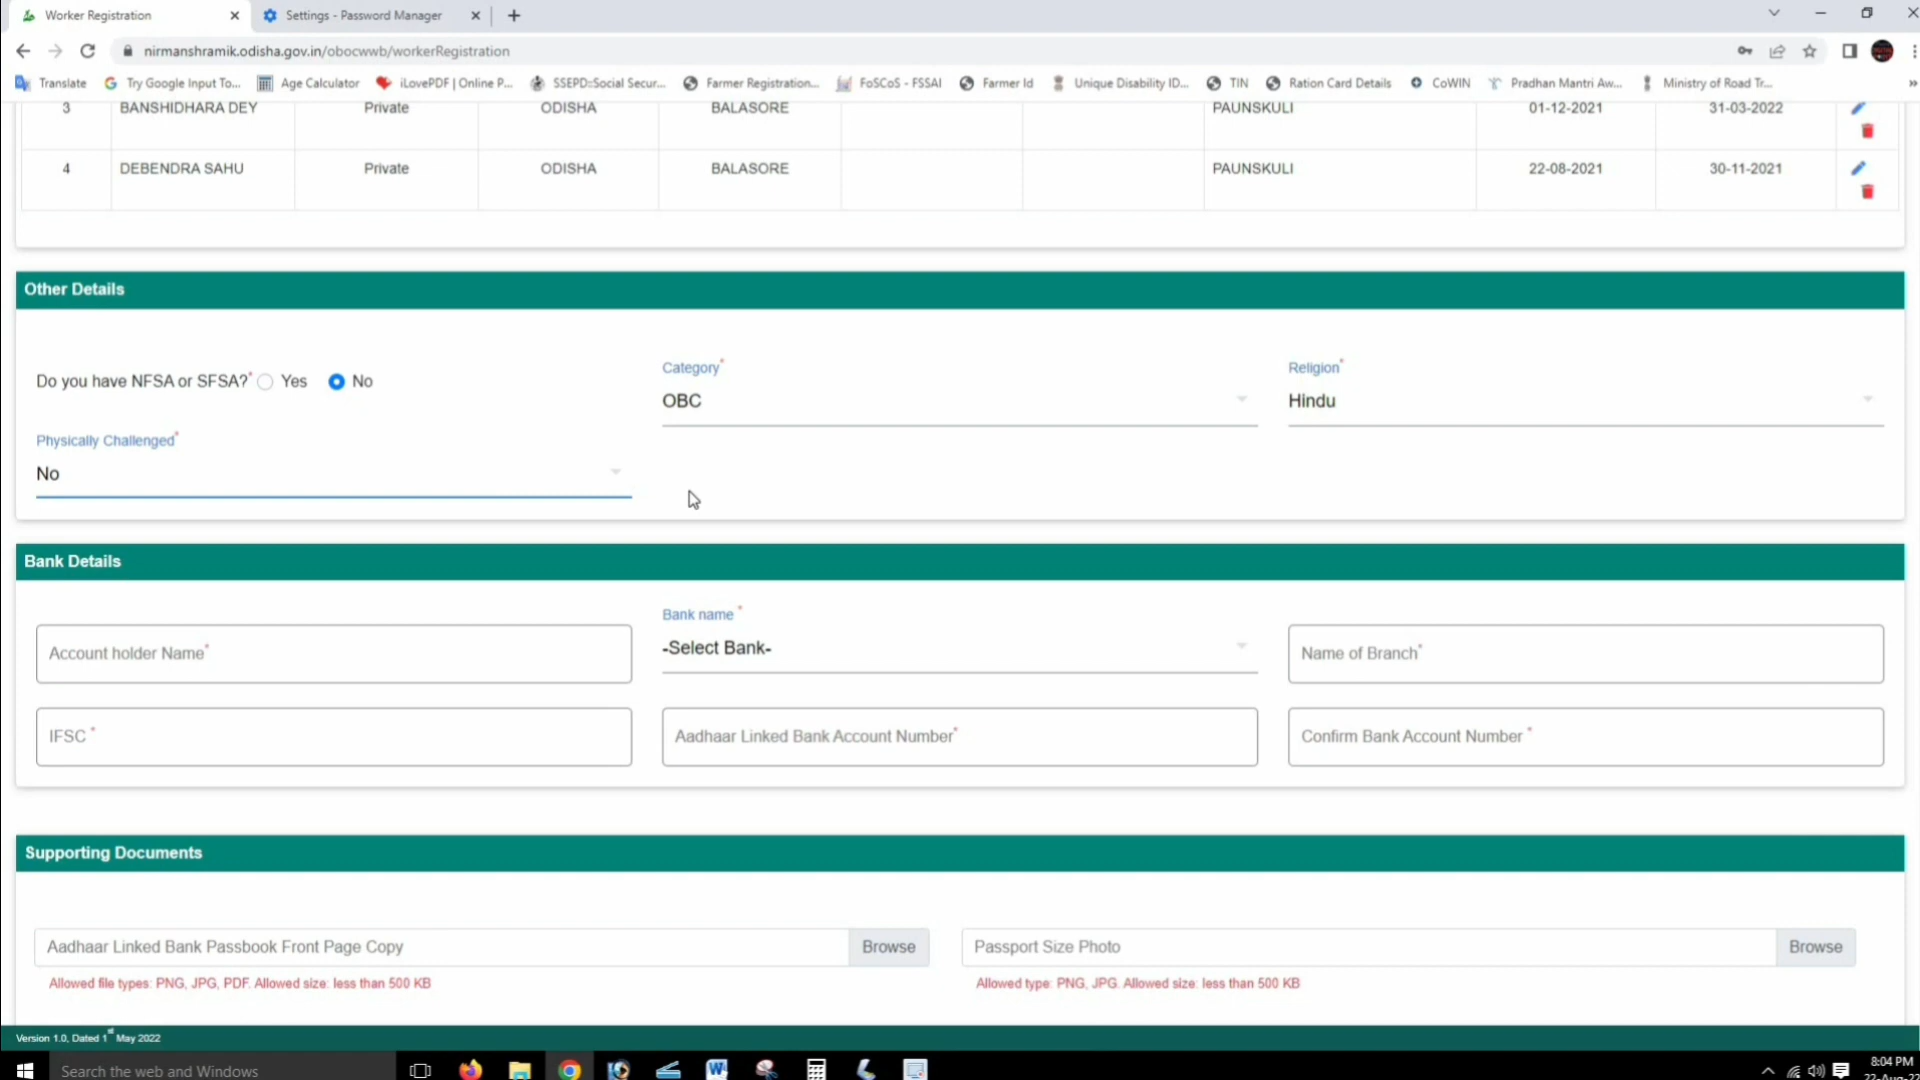 Worker Registration
Settings - Password Manager
nirmanshramik.odisha.gov.in/obocwwb/workerRegistration
Translate
Try Google Input To...
Age Calculator
iLovePDF | Online P...
SSEPD::Social Secur...
Farmer Registration...
FoSCoS - FSSAI
Farmer Id
Unique Disability ID...
TIN
Ration Card Details
CoWIN
Pradhan Mantri Aw...
Ministry of Road Tr...
3 BANSHIDHARA DEY Private ODISHA BALASORE PAUNSKULI 01-12-2021 31-03-2022
4 DEBENDRA SAHU Private ODISHA BALASORE PAUNSKULI 22-08-2021 30-11-2021
Other Details
Do you have NFSA or SFSA?* Yes No
Category*
OBC
Religion*
Hindu
Physically Challenged*
No
Bank Details
Account holder Name*
Bank name *
-Select Bank-
Name of Branch*
IFSC *
Aadhaar Linked Bank Account Number*
Confirm Bank Account Number *
Supporting Documents
Aadhaar Linked Bank Passbook Front Page Copy Browse
Passport Size Photo Browse
Allowed file types: PNG, JPG, PDF. Allowed size: less than 500 KB
Allowed type: PNG, JPG. Allowed size: less than 500 KB
Version 1.0, Dated 1st May 2022
Search the web and Windows
8:04 PM